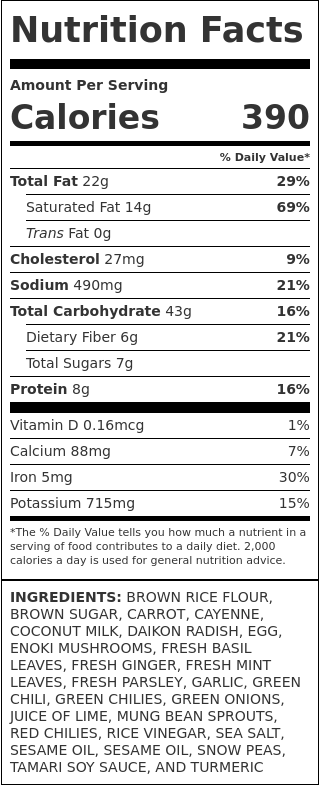 Nutrition Facts
Amount Per Serving
Calories 390
% Daily Value*
Total Fat 22g 29%
Saturated Fat 14g 69%
Trans Fat 0g
Cholesterol 27mg 9%
Sodium 490mg 21%
Total Carbohydrate 43g 16%
Dietary Fiber 6g 21%
Total Sugars 7g
Protein 8g 16%
Vitamin D 0.16mcg 1%
Calcium 88mg 7%
Iron 5mg 30%
Potassium 715mg 15%
*The % Daily Value tells you how much a nutrient in a
serving of food contributes to a daily diet. 2,000
calories a day is used for general nutrition advice.
INGREDIENTS: BROWN RICE FLOUR,
BROWN SUGAR, CARROT, CAYENNE,
COCONUT MILK, DAIKON RADISH, EGG,
ENOKI MUSHROOMS, FRESH BASIL
LEAVES, FRESH GINGER, FRESH MINT
LEAVES, FRESH PARSLEY, GARLIC, GREEN
CHILI, GREEN CHILIES, GREEN ONIONS,
JUICE OF LIME, MUNG BEAN SPROUTS,
RED CHILIES, RICE VINEGAR, SEA SALT,
SESAME OIL, SESAME OIL, SNOW PEAS,
TAMARI SOY SAUCE, AND TURMERIC